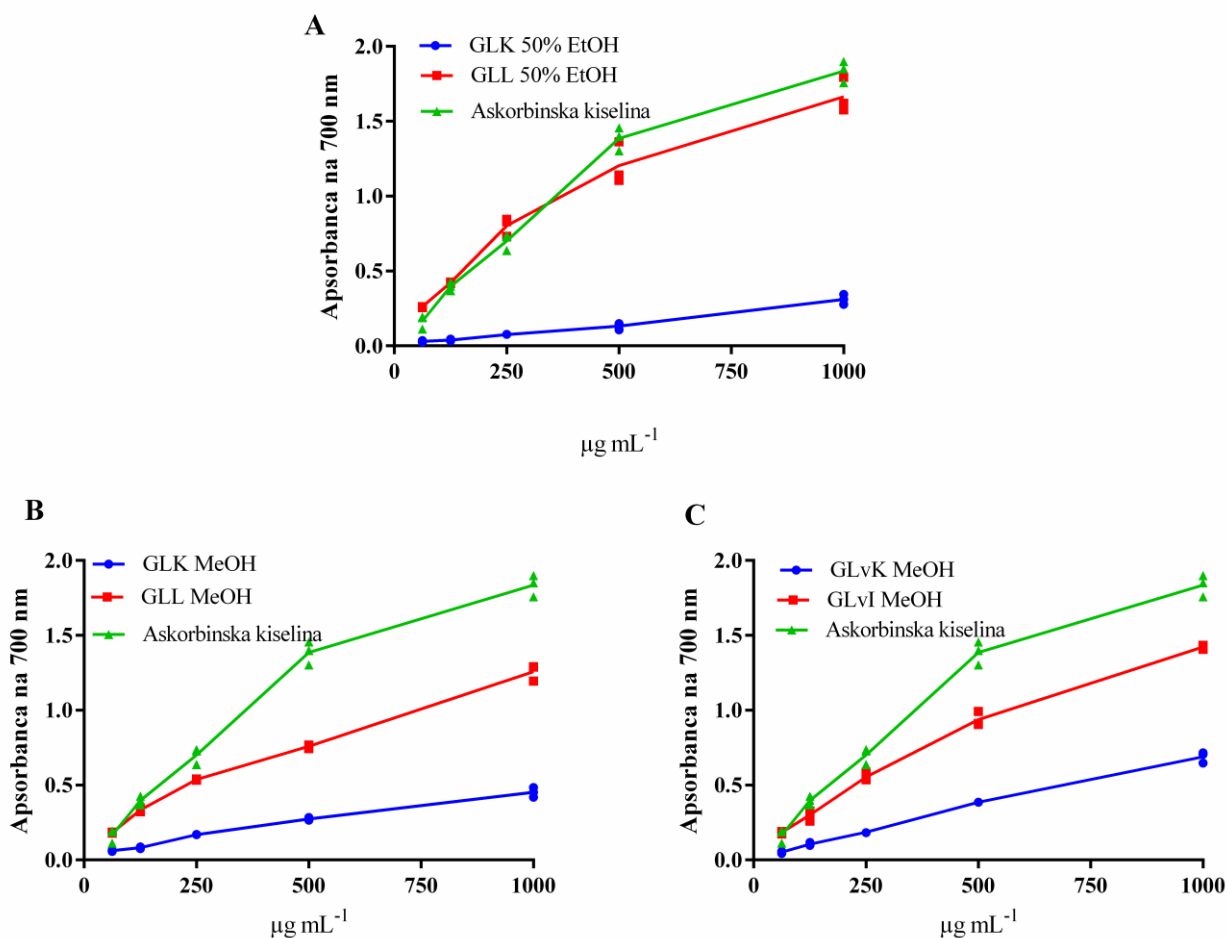 A
GLK 50% EtOH
GLL 50% EtOH
Askorbinska kiselina
Apsorbanca na 700 nm
2.0
1.5
1.0
0.5
0.0
0 250 500 750 1000
µg mL⁻¹
B
GLK MeOH
GLL MeOH
Askorbinska kiselina
Apsorbanca na 700 nm
2.0
1.5
1.0
0.5
0.0
0 250 500 750 1000
µg mL⁻¹
C
GLvK MeOH
GLvI MeOH
Askorbinska kiselina
Apsorbanca na 700 nm
2.0
1.5
1.0
0.5
0.0
0 250 500 750 1000
µg mL⁻¹